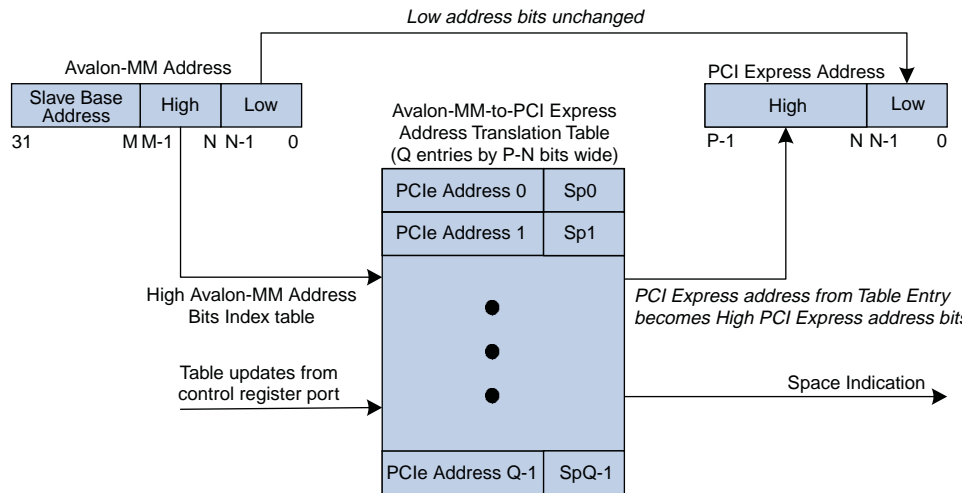 Low address bits unchanged
Avalon-MM Address
PCI Express Address
Slave Base
Address
High
Low
High
Low
31
M
M-1
N
N-1
0
P-1
N
N-1
0
Avalon-MM-to-PCI Express
Address Translation Table
(Q entries by P-N bits wide)
PCIe Address 0
Sp0
PCIe Address 1
Sp1
High Avalon-MM Address
Bits Index table
PCI Express address from Table Entry
becomes High PCI Express address bits
Table updates from
control register port
Space Indication
PCIe Address Q-1
SpQ-1